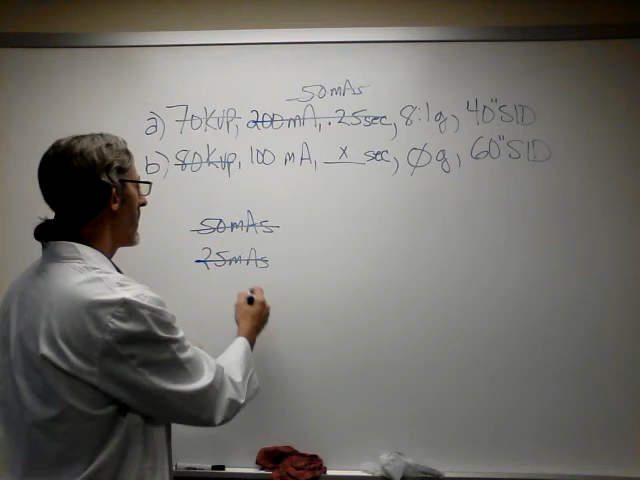 50mAs
a) 70KVP, 200mA, .25sec, 8:1g, 40"SID
b) 80KVP, 100 mA, x sec, Øg, 60"SID
50mAs
25mAs